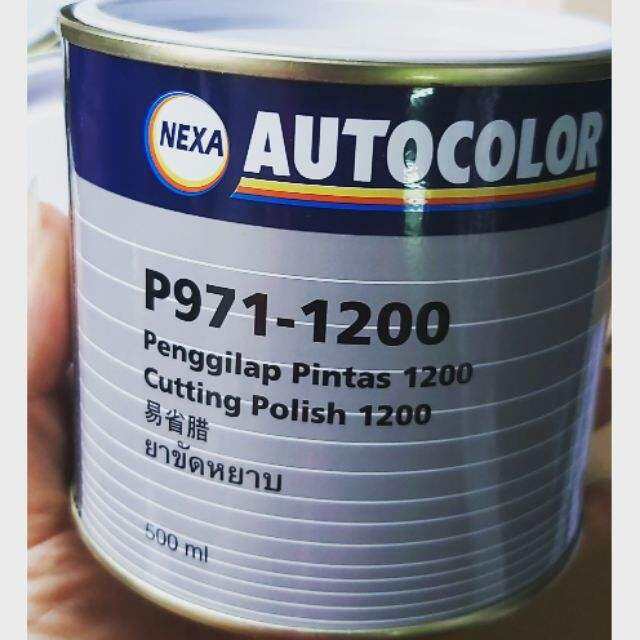 NEXA AUTOCOLOR
P971-1200
Penggilap Pintas 1200
Cutting Polish 1200
易省腊
ยาขัดหยาบ
500 ml